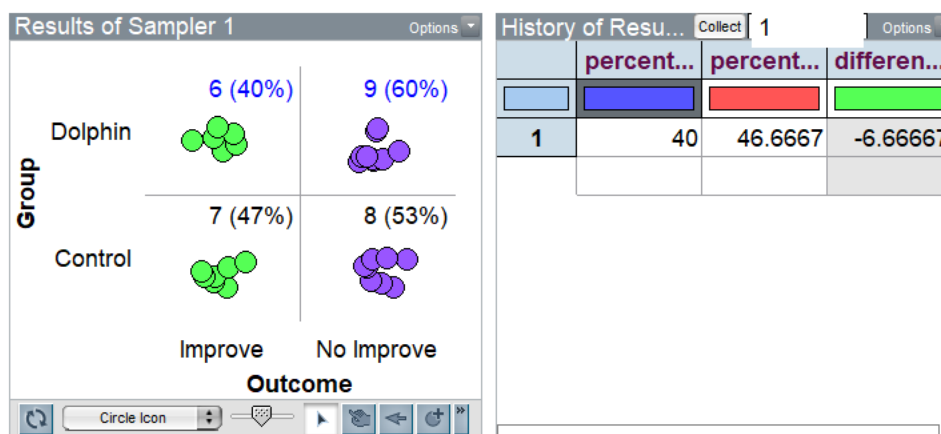 Results of Sampler 1 Options
6 (40%) 9 (60%)
Dolphin
7 (47%) 8 (53%)
Control
Group
Improve No Improve
Outcome
Circle Icon »
History of Resu... Collect 1 Options
percent... percent... differen...
1 40 46.6667 -6.66667